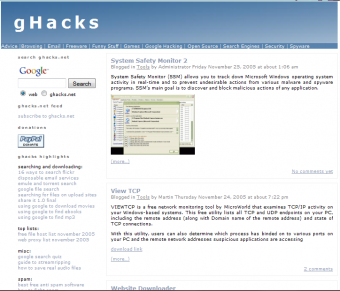 gHacks
Advice |Browsing | Email | Freeware | Funny Stuff | Games | Google Hacking | Open Source | Search Engines | Security | Spyware
search ghacks.net
Google
Search
web ghacks.net
ghacks.net feed
subscribe to ghacks.net
donations
PayPal
DONATE
ghacks highlights
searching and downloading:
15 ways to search flickr
disposable email services
emule and torrent search
google file search
searching for files on upload sites
share it 1.0 final
using google to download movies
using google to find ebooks
using google to find mp3
top lists:
free file host list november 2005
web proxy list november 2005
misc:
google search quiz
guide to streamripping
how to save real audio files
spam:
best free anti spam software
System Safety Monitor 2
Blogged in Tools by Administrator Friday November 25, 2005 at about 1:06 am
System Safety Monitor (SSM) allows you to track down Microsoft Windows operating system
activity in real-time and to prevent undesirable actions from various malware and spyware
programs. SSM's main goal is to discover and block malicious actions of any application.
(more..)
No comments yet
View TCP
Blogged in Tools by Martin Thursday November 24, 2005 at about 7:22 pm
VIEWTCP is a free network monitoring tool by MicroWorld that examines TCP/IP activity on
your Windows-based systems. This free utility lists all TCP and UDP endpoints on your PC,
including the remote address (along with Domain name of the remote address) and state of
TCP connections.
With this utility, users can also determine which process has binded on to various ports on
your PC and the remote network addresses suspicious applications are accessing
download link
(more..)
2 comments
Website Downloader